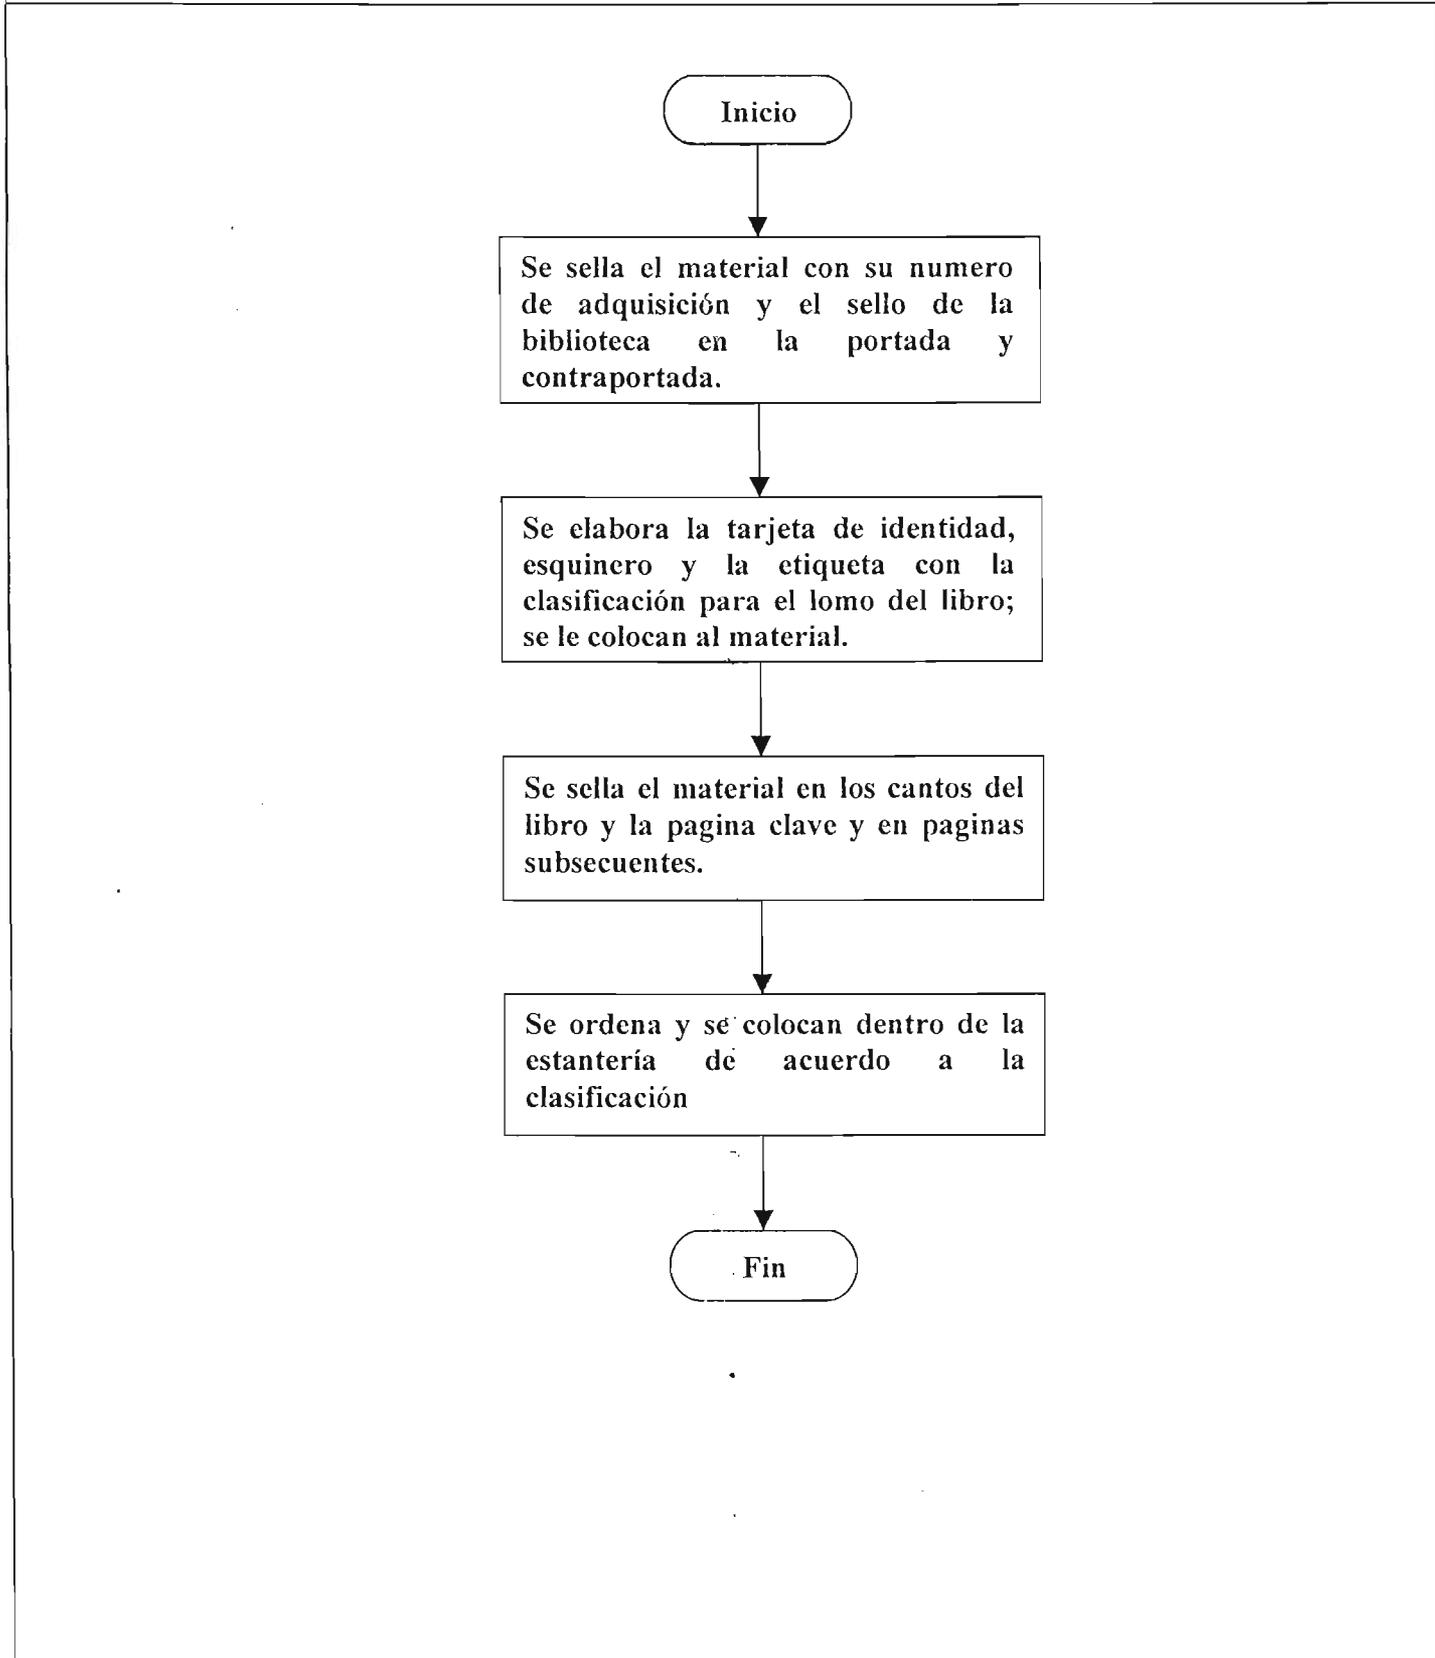 Inicio
Se sella el material con su numero
de adquisición y el sello de la
biblioteca en la portada y
contraportada.
Se elabora la tarjeta de identidad,
esquinero y la etiqueta con la
clasificación para el lomo del libro;
se le colocan al material.
Se sella el material en los cantos del
libro y la pagina clave y en paginas
subsecuentes.
Se ordena y se colocan dentro de la
estantería de acuerdo a la
clasificación
Fin